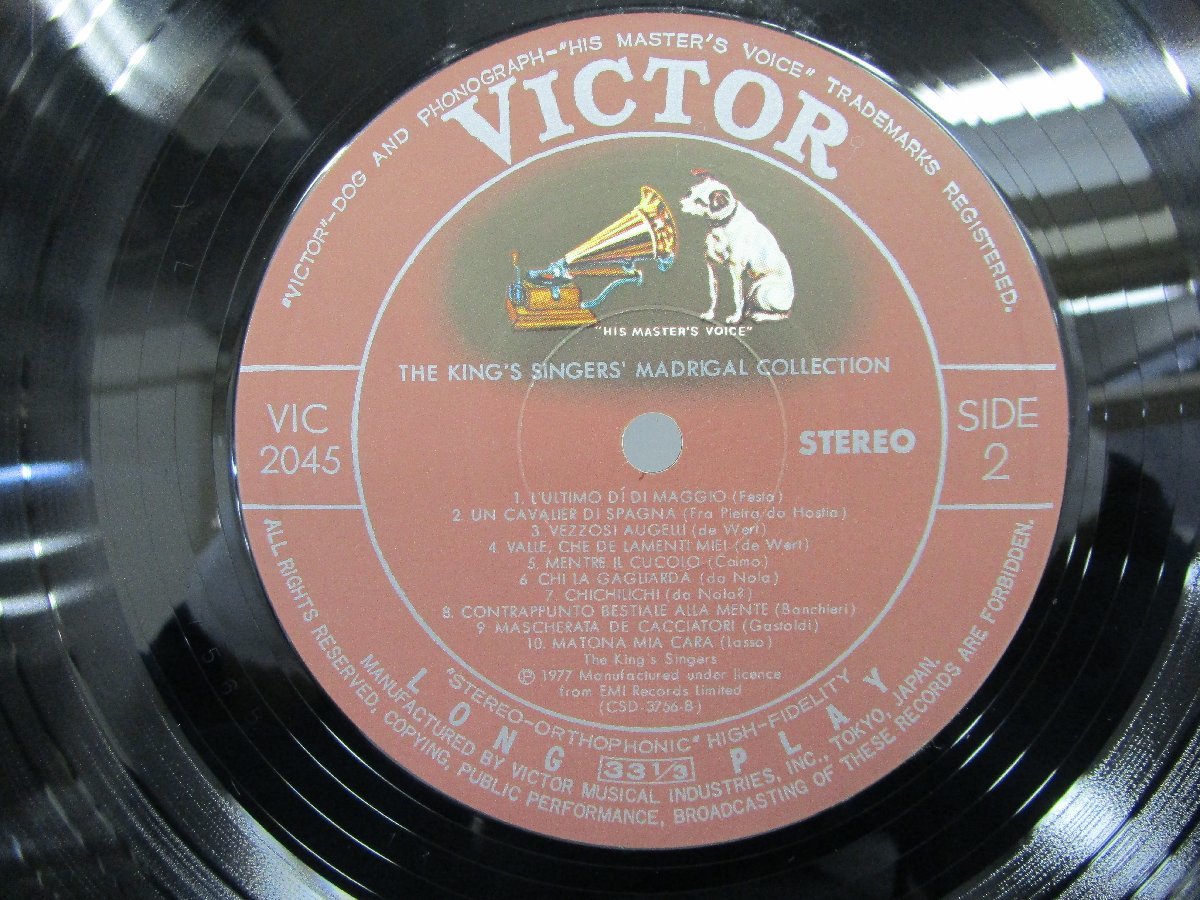 "VICTOR"–DOG AND PHONOGRAPH–"HIS MASTER'S VOICE" TRADEMARKS REGISTERED.
VICTOR
"HIS MASTER'S VOICE"
THE KING'S SINGERS' MADRIGAL COLLECTION
VIC
2045
STEREO
SIDE
2
1. L'ULTIMO DÍ DI MAGGIO (Festa)
2. UN CAVALIER DI SPAGNA (Fra Pietro da Hostia)
3. VEZZOSI AUGELLI (de Wert)
4. VALLE, CHE DE LAMENTI MIEI (de Wert)
5. MENTRE IL CUCOLO (Caimo)
6. CHI LA GAGLIARDA (da Nola)
7. CHICHILICHI (da Nola?)
8. CONTRAPPUNTO BESTIALE ALLA MENTE (Banchieri)
9 MASCHERATA DE CACCIATORI (Gastoldi)
10. MATONA MIA CARA (Lasso)
The King's Singers
Ⓟ 1977 Manufactured under licence
from EMI Records Limited
(CSD-3756-B)
"STEREO-ORTHOPHONIC" HIGH-FIDELITY
LONG 33 1/3 PLAY
MANUFACTURED BY VICTOR MUSICAL INDUSTRIES, INC., TOKYO, JAPAN.
ALL RIGHTS RESERVED, COPYING, PUBLIC PERFORMANCE, BROADCASTING OF THESE RECORDS ARE FORBIDDEN.